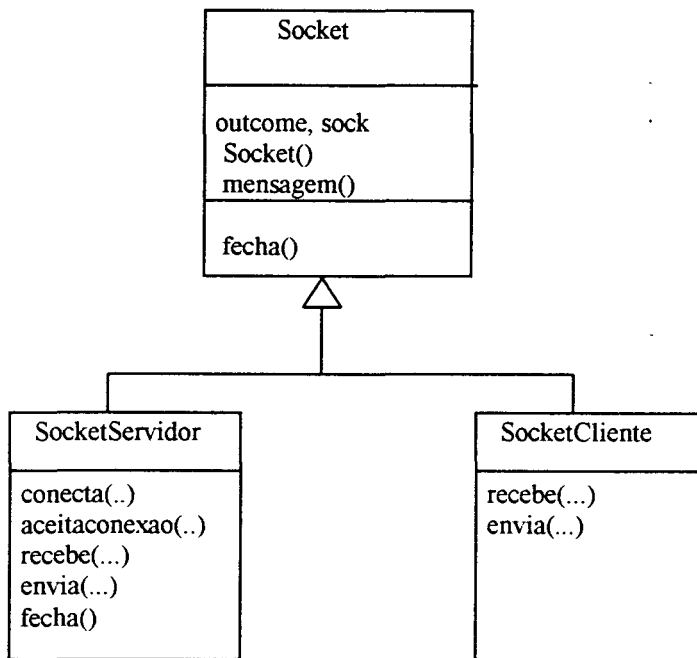 Socket
outcome, sock
Socket()
mensagem()
fecha()
SocketServidor
conecta(..)
aceitaconexao(..)
recebe(...)
envia(...)
fecha()
SocketCliente
recebe(...)
envia(...)